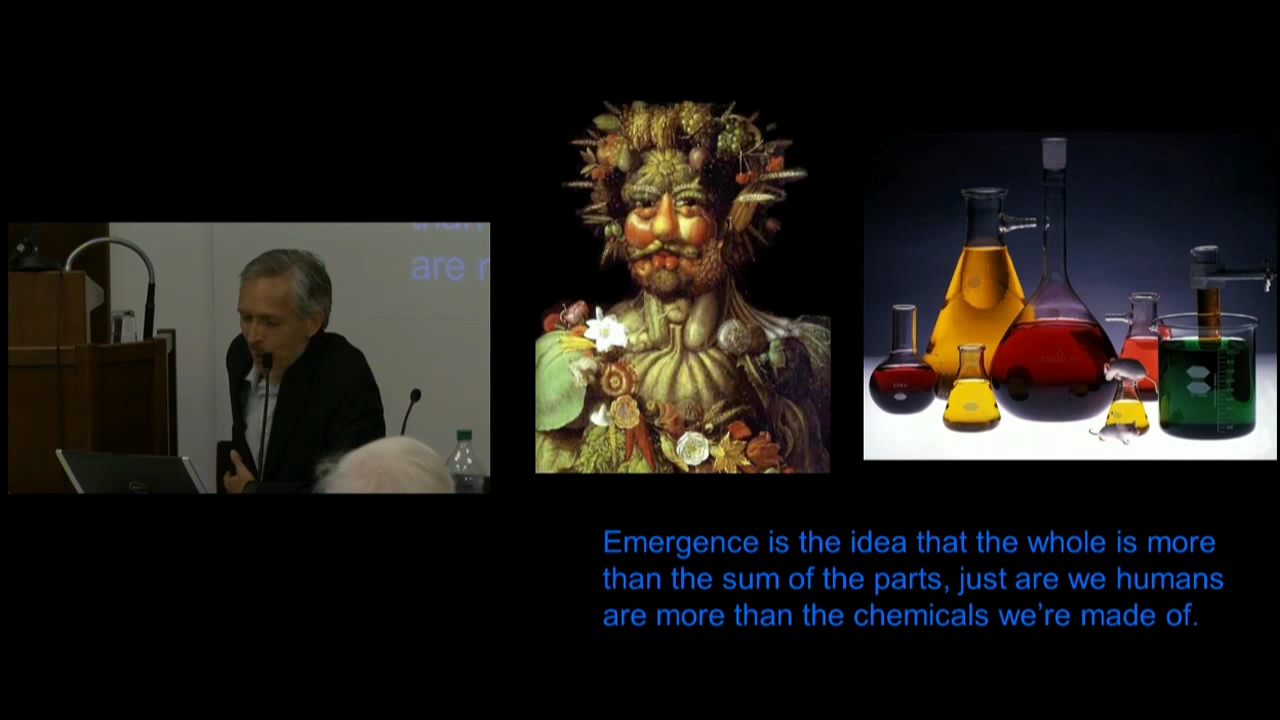 are n
Emergence is the idea that the whole is more
than the sum of the parts, just are we humans
are more than the chemicals we’re made of.